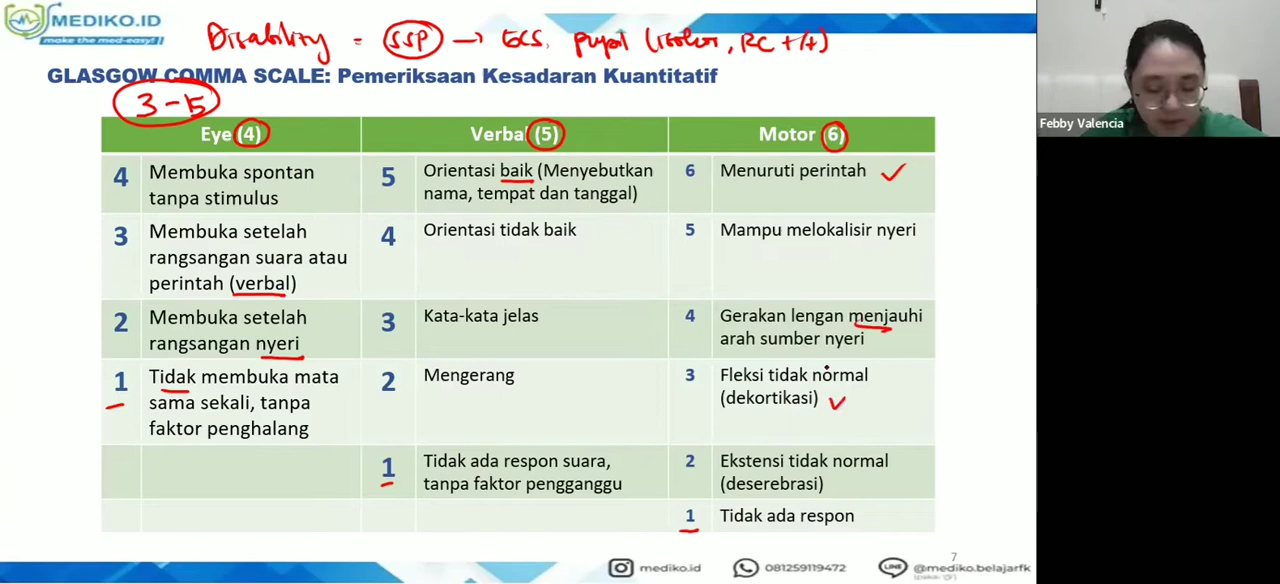 MEDIKO.ID
make the med-easy!!
Disability = SSP → GCS, pupil (isokor, RC +/+)
GLASGOW COMMA SCALE: Pemeriksaan Kesadaran Kuantitatif
3-15
Eye (4) Verbal (5) Motor (6)
4 Membuka spontan
tanpa stimulus
5 Orientasi baik (Menyebutkan
nama, tempat dan tanggal)
6 Menuruti perintah
3 Membuka setelah
rangsangan suara atau
perintah (verbal)
4 Orientasi tidak baik
5 Mampu melokalisir nyeri
2 Membuka setelah
rangsangan nyeri
3 Kata-kata jelas
4 Gerakan lengan menjauhi
arah sumber nyeri
1 Tidak membuka mata
sama sekali, tanpa
faktor penghalang
2 Mengerang
3 Fleksi tidak normal
(dekortikasi)
1 Tidak ada respon suara,
tanpa faktor pengganggu
2 Ekstensi tidak normal
(deserebrasi)
1 Tidak ada respon
7
mediko.id 081259119472 @mediko.belajarfk
(pakai '@')
Febby Valencia